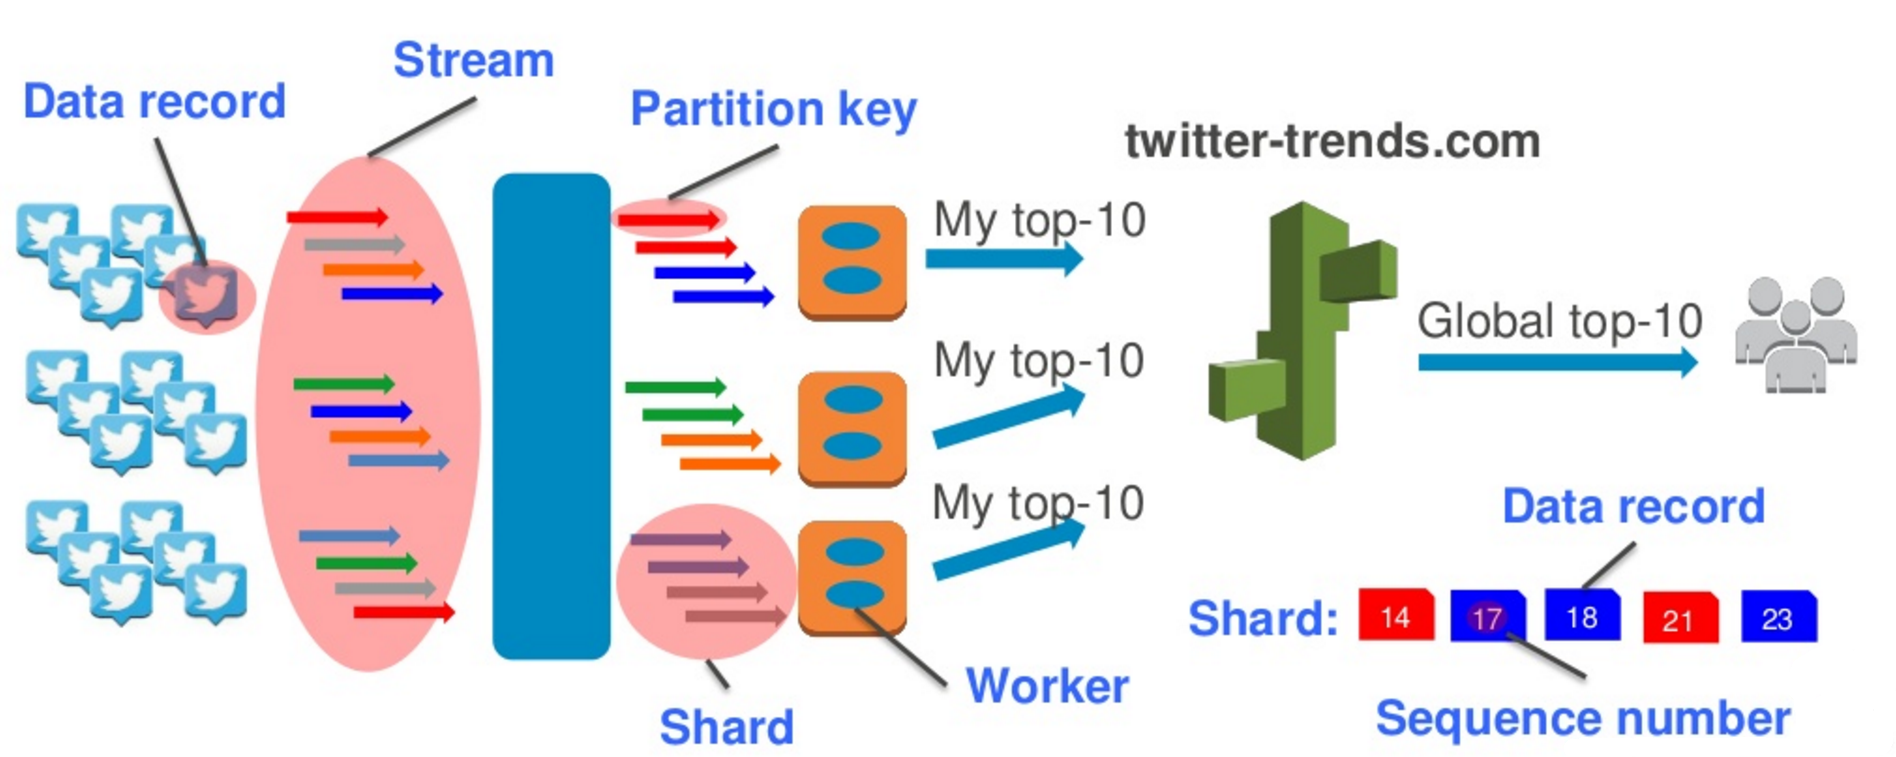 Stream
Data record
Partition key
twitter-trends.com
My top-10
Global top-10
My top-10
My top-10
Data record
Shard: 14 17 18 21 23
Worker
Shard
Sequence number